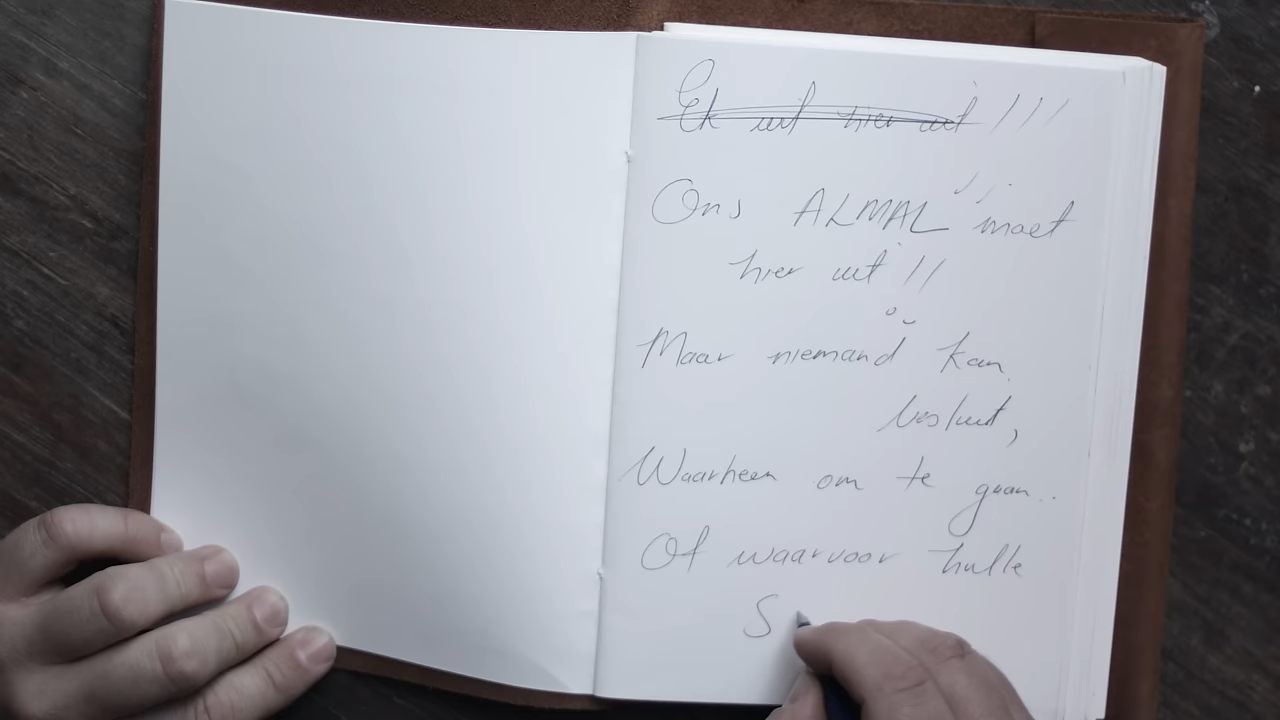 Ek wil hier uit !!!
Ons ALMAL moet
hier uit !!
Maar niemand kan
besluit,
Waarheen om te gaan..
Of waarvoor hulle
S